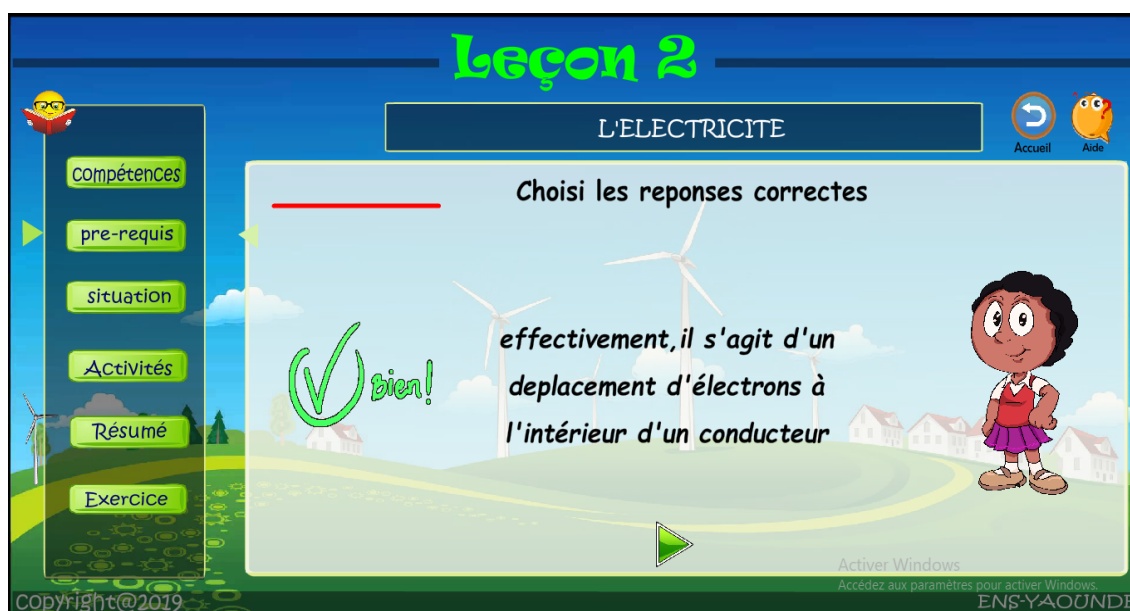 Leçon 2
L'ELECTRICITE
Accueil
Aide
compétences
pre-requis
situation
Activités
Résumé
Exercice
Choisi les reponses correctes
bien!
effectivement,il s'agit d'un
deplacement d'électrons à
l'intérieur d'un conducteur
Activer Windows
Accédez aux paramètres pour activer Windows.
copyright@2019
ENS-YAOUNDE